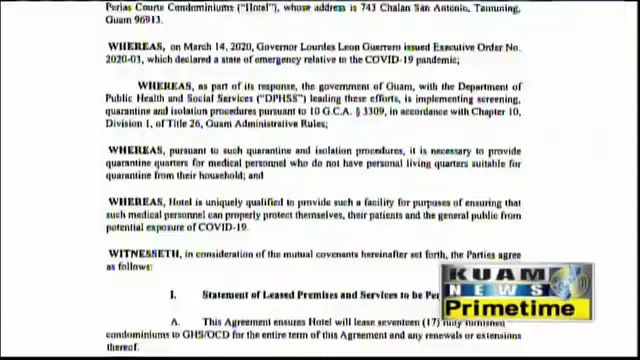 Perlas Courte Condominiums ("Hotel"), whose address is 743 Chalan San Antonio, Tamuning,
Guam 96913.
WHEREAS, on March 14, 2020, Governor Lourdes Leon Guerrero issued Executive Order No.
2020-03, which declared a state of emergency relative to the COVID-19 pandemic;
WHEREAS, as part of its response, the government of Guam, with the Department of
Public Health and Social Services ("DPHSS") leading these efforts, is implementing screening,
quarantine and isolation procedures pursuant to 10 G.C.A. § 3309, in accordance with Chapter 10,
Division 1, of Title 26, Guam Administrative Rules;
WHEREAS, pursuant to such quarantine and isolation procedures, it is necessary to provide
quarantine quarters for medical personnel who do not have personal living quarters suitable for
quarantine from their household; and
WHEREAS, Hotel is uniquely qualified to provide such a facility for purposes of ensuring that
such medical personnel can properly protect themselves, their patients and the general public from
potential exposure of COVID-19.
WITNESSETH, in consideration of the mutual covenants hereinafter set forth, the Parties agree
as follows:
I. Statement of Leased Premises and Services to be
A. This Agreement ensures Hotel will lease seventeen (17) fully furnished
condominiums to GHS/OCD for the entire term of this Agreement and any renewals or extensions
thereof.
KUAM
NEWS
Primetime